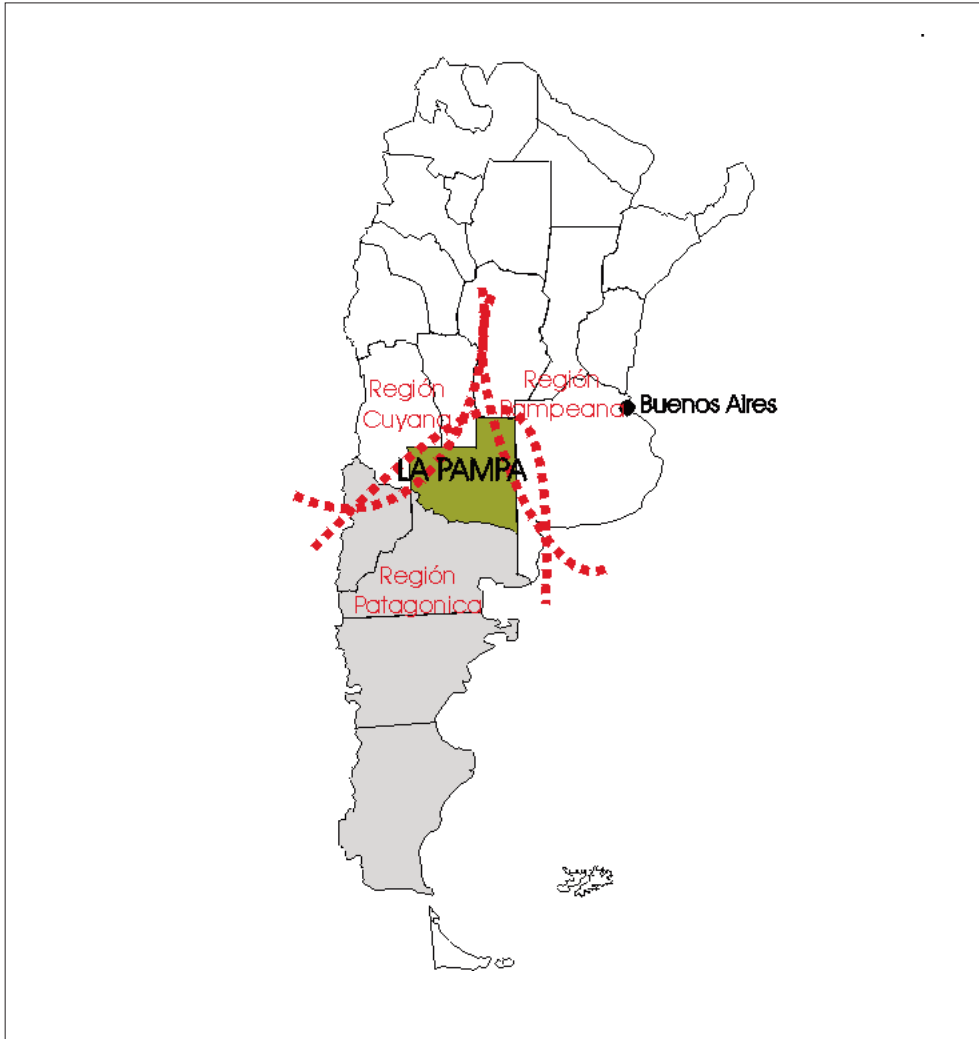 Región
Cuyana
Región
Pampeana
Buenos Aires
LA PAMPA
Región
Patagonica